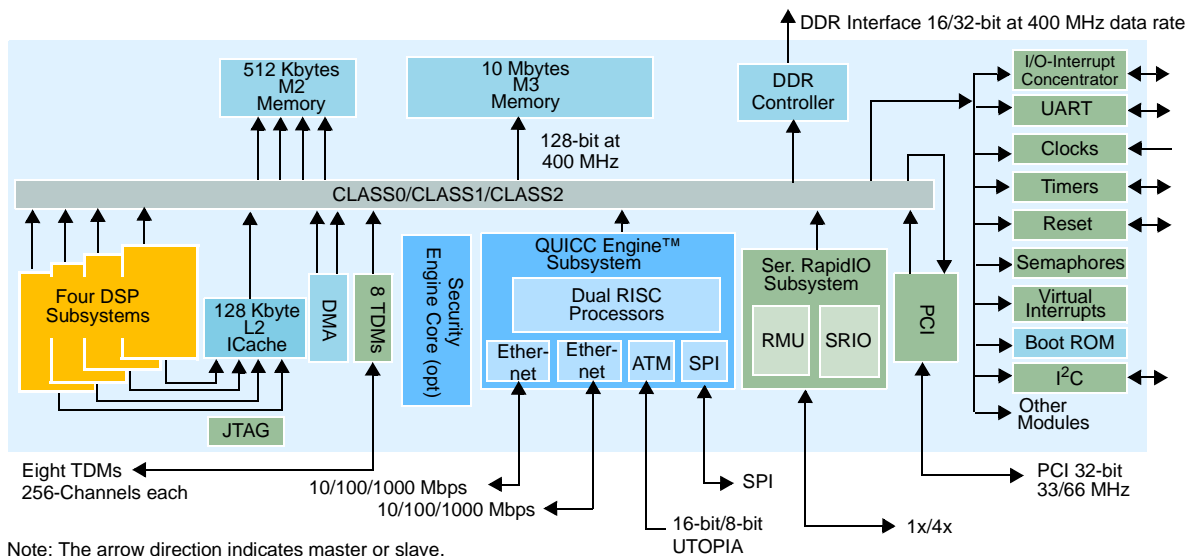 DDR Interface 16/32-bit at 400 MHz data rate
512 Kbytes
M2
Memory
10 Mbytes
M3
Memory
DDR
Controller
I/O-Interrupt
Concentrator
UART
Clocks
Timers
Reset
Semaphores
Virtual
Interrupts
Boot ROM
I²C
Other
Modules
128-bit at
400 MHz
CLASS0/CLASS1/CLASS2
Four DSP
Subsystems
128 Kbyte
L2
ICache
DMA
8 TDMs
Security
Engine Core (opt)
QUICC Engine™
Subsystem
Dual RISC
Processors
Ether-
net
Ether-
net
ATM
SPI
Ser. RapidIO
Subsystem
RMU
SRIO
PCI
JTAG
Eight TDMs
256-Channels each
10/100/1000 Mbps
10/100/1000 Mbps
SPI
16-bit/8-bit
UTOPIA
1x/4x
PCI 32-bit
33/66 MHz
Note: The arrow direction indicates master or slave.